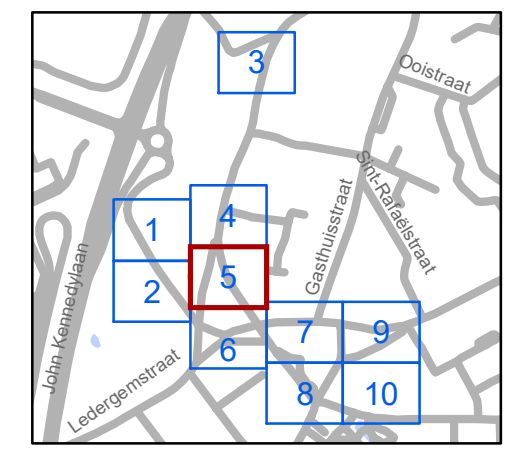 3
Ooistraat
Sint-Rafaëlstraat
Gasthuisstraat
1
4
2
5
John Kennedylaan
7
9
6
Ledergemstraat
8
10